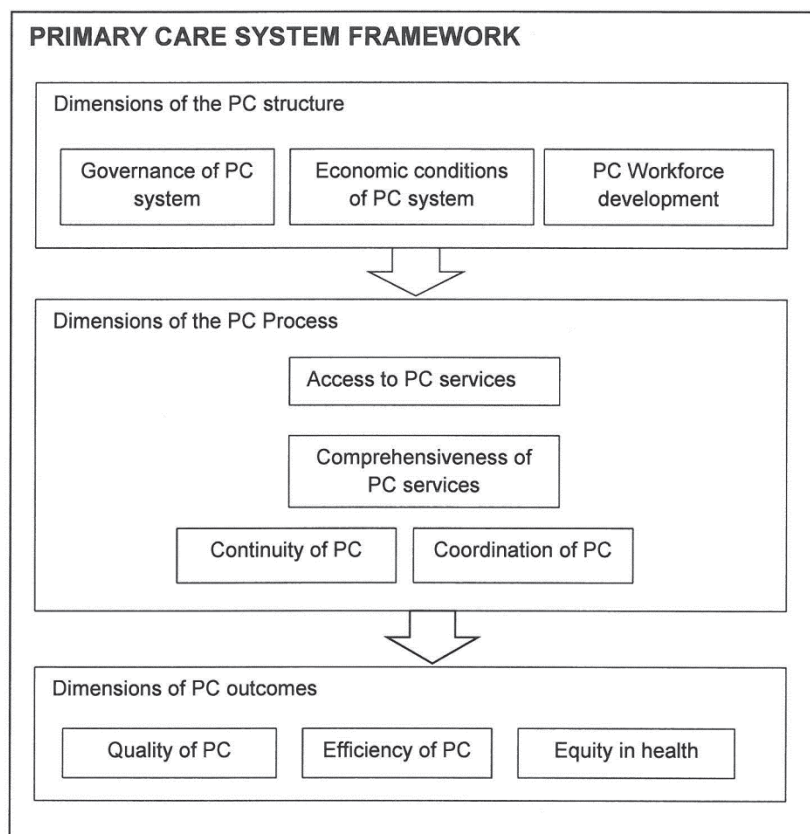 PRIMARY CARE SYSTEM FRAMEWORK
Dimensions of the PC structure
Governance of PC
system
Economic conditions
of PC system
PC Workforce
development
Dimensions of the PC Process
Access to PC services
Comprehensiveness of
PC services
Continuity of PC
Coordination of PC
Dimensions of PC outcomes
Quality of PC
Efficiency of PC
Equity in health